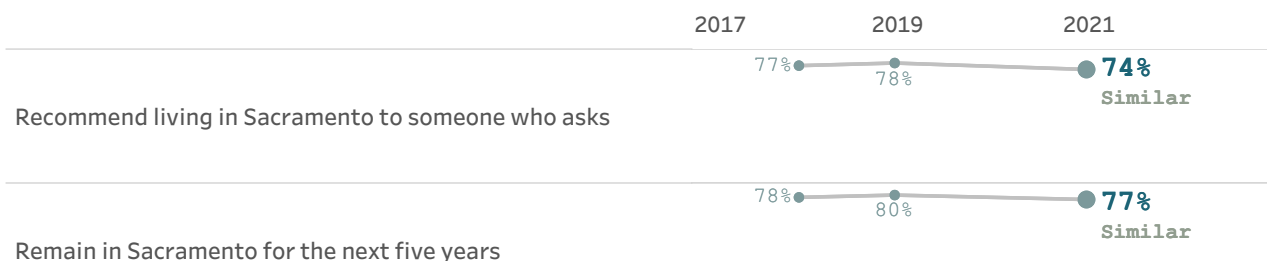 2017 2019 2021
77% 78% 74%
Similar
Recommend living in Sacramento to someone who asks
78% 80% 77%
Similar
Remain in Sacramento for the next five years